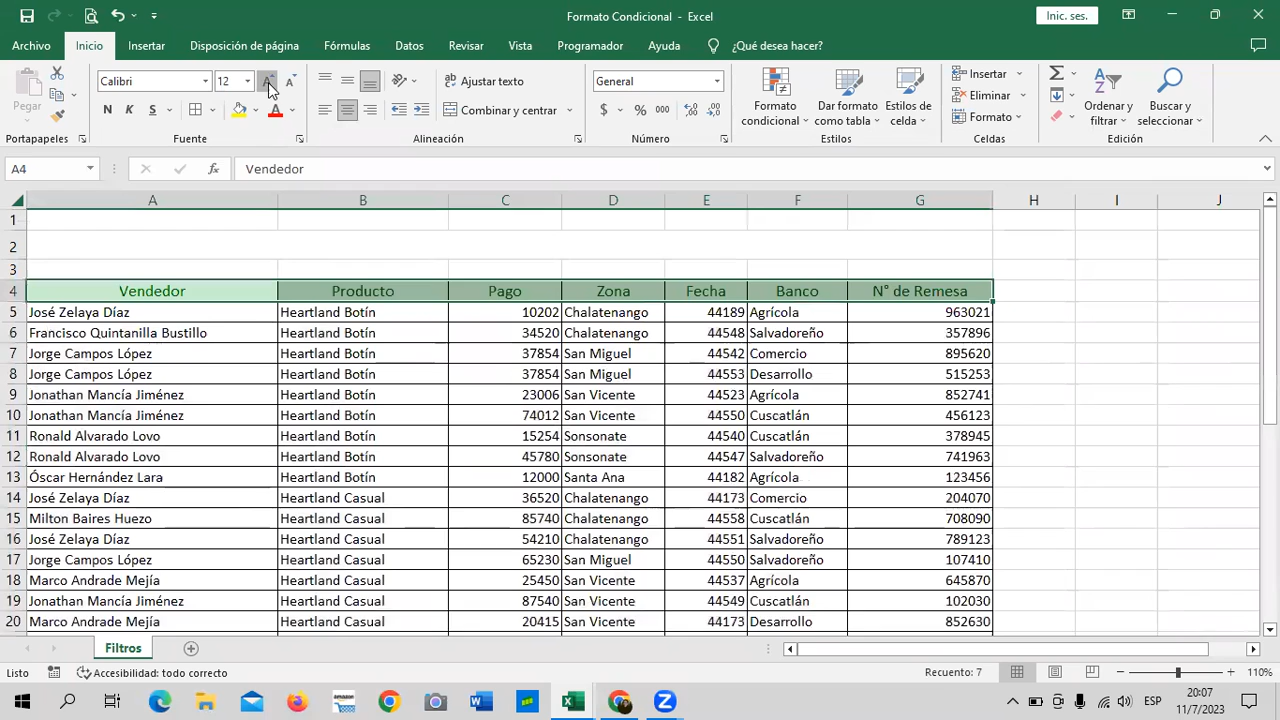 Formato Condicional - Excel
Inic. ses.
Archivo Inicio Insertar Disposición de página Fórmulas Datos Revisar Vista Programador Ayuda ¿Qué desea hacer?
Pegar
Portapapeles
Calibri 12
N K S
Fuente
Ajustar texto
Combinar y centrar
Alineación
General
$ % 000
Número
Formato condicional
Dar formato como tabla
Estilos de celda
Estilos
Insertar
Eliminar
Formato
Celdas
Ordenar y filtrar
Buscar y seleccionar
Edición
A4 fx Vendedor
A B C D E F G H I J
1
2
3
4 Vendedor Producto Pago Zona Fecha Banco N° de Remesa
5 José Zelaya Díaz Heartland Botín 10202 Chalatenango 44189 Agrícola 963021
6 Francisco Quintanilla Bustillo Heartland Botín 34520 Chalatenango 44548 Salvadoreño 357896
7 Jorge Campos López Heartland Botín 37854 San Miguel 44542 Comercio 895620
8 Jorge Campos López Heartland Botín 37854 San Miguel 44553 Desarrollo 515253
9 Jonathan Mancía Jiménez Heartland Botín 23006 San Vicente 44523 Agrícola 852741
10 Jonathan Mancía Jiménez Heartland Botín 74012 San Vicente 44550 Cuscatlán 456123
11 Ronald Alvarado Lovo Heartland Botín 15254 Sonsonate 44540 Cuscatlán 378945
12 Ronald Alvarado Lovo Heartland Botín 45780 Sonsonate 44547 Salvadoreño 741963
13 Óscar Hernández Lara Heartland Botín 12000 Santa Ana 44182 Agrícola 123456
14 José Zelaya Díaz Heartland Casual 36520 Chalatenango 44173 Comercio 204070
15 Milton Baires Huezo Heartland Casual 85740 Chalatenango 44558 Cuscatlán 708090
16 José Zelaya Díaz Heartland Casual 54210 Chalatenango 44551 Salvadoreño 789123
17 Jorge Campos López Heartland Casual 65230 San Miguel 44550 Salvadoreño 107410
18 Marco Andrade Mejía Heartland Casual 25450 San Vicente 44537 Agrícola 645870
19 Jonathan Mancía Jiménez Heartland Casual 87540 San Vicente 44549 Cuscatlán 102030
20 Marco Andrade Mejía Heartland Casual 20415 San Vicente 44173 Desarrollo 852630
Filtros
Listo Accesibilidad: todo correcto Recuento: 7 110%
ESP 20:07
11/7/2023